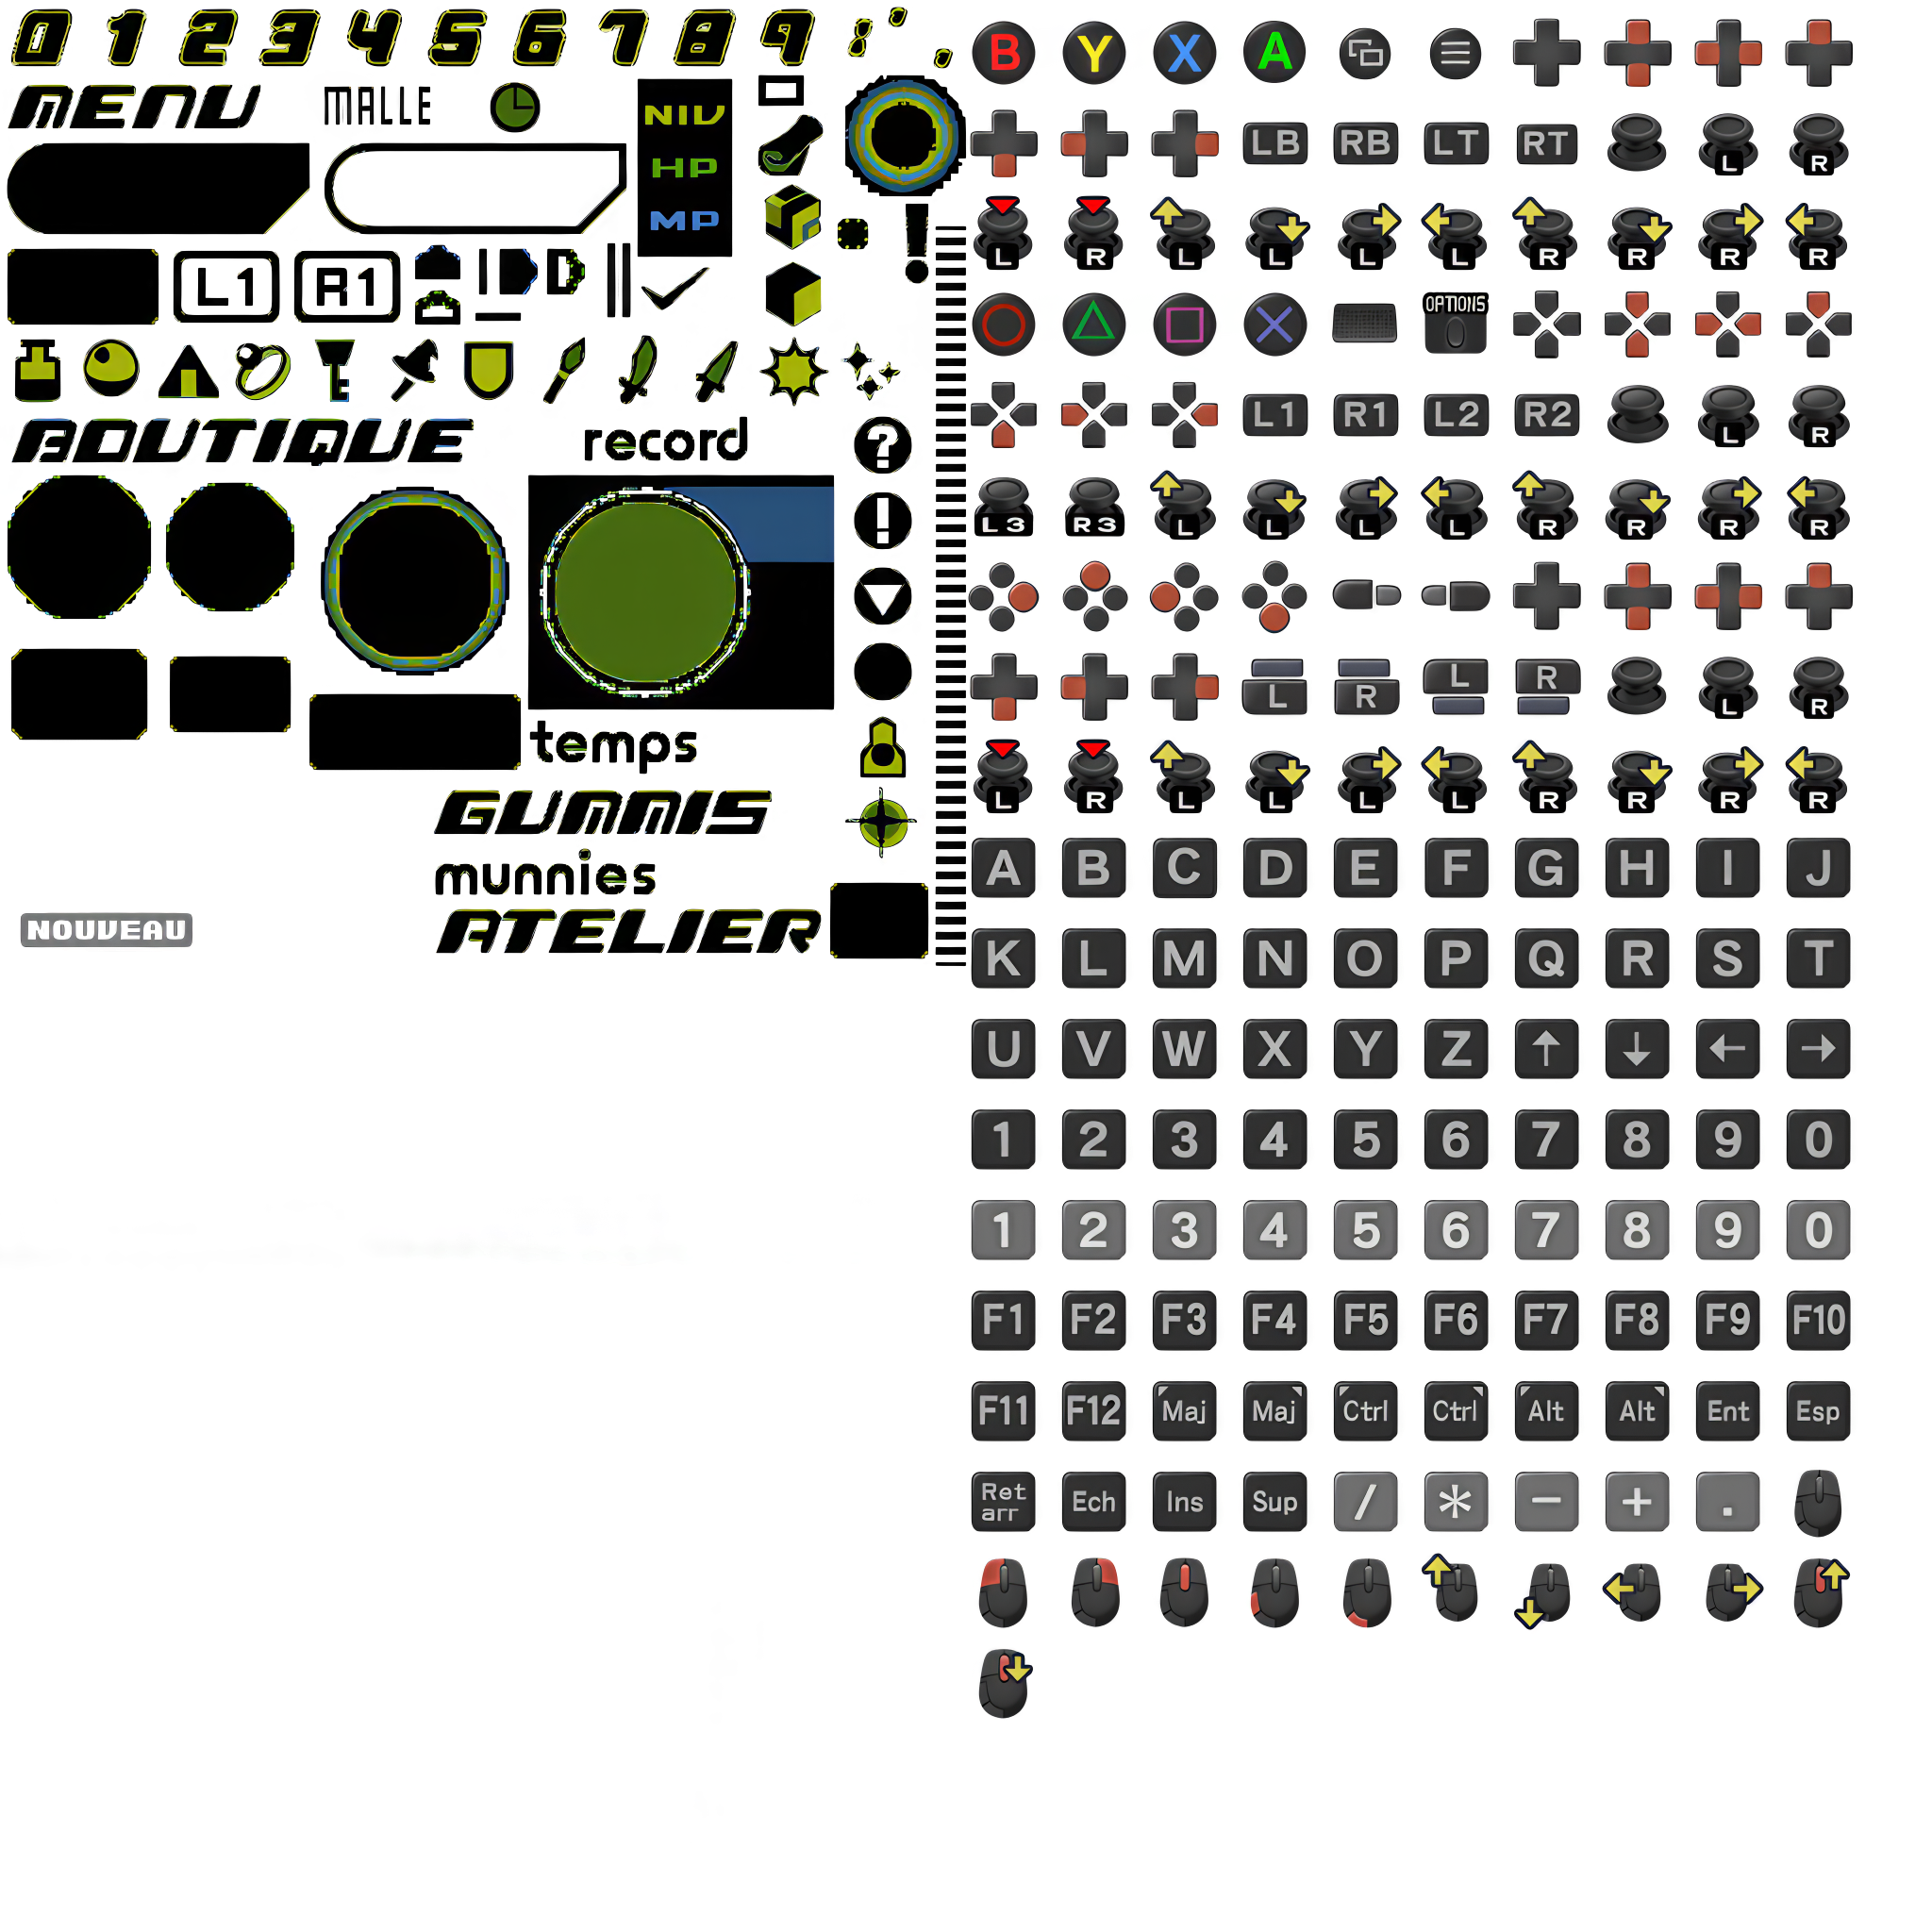 0 1 2 3 4 5 6 7 8 9 : ' .
MENU
MALLE
NIV
HP
MP
L1 R1
BOUTIQUE
record
?
!
temps
GUMMIS
munnies
ATELIER
NOUVEAU
B Y X A
LB RB LT RT L R
L R L L L L R R R R
OPTIONS
L1 R1 L2 R2 L R
L3 R3 L L L L R R R R
L R L R L R
L R L L L L R R R R
A B C D E F G H I J
K L M N O P Q R S T
U V W X Y Z ↑ ↓ ← →
1 2 3 4 5 6 7 8 9 0
1 2 3 4 5 6 7 8 9 0
F1 F2 F3 F4 F5 F6 F7 F8 F9 F10
F11 F12 Maj Maj Ctrl Ctrl Alt Alt Ent Esp
Ret arr Ech Ins Sup / * - + .